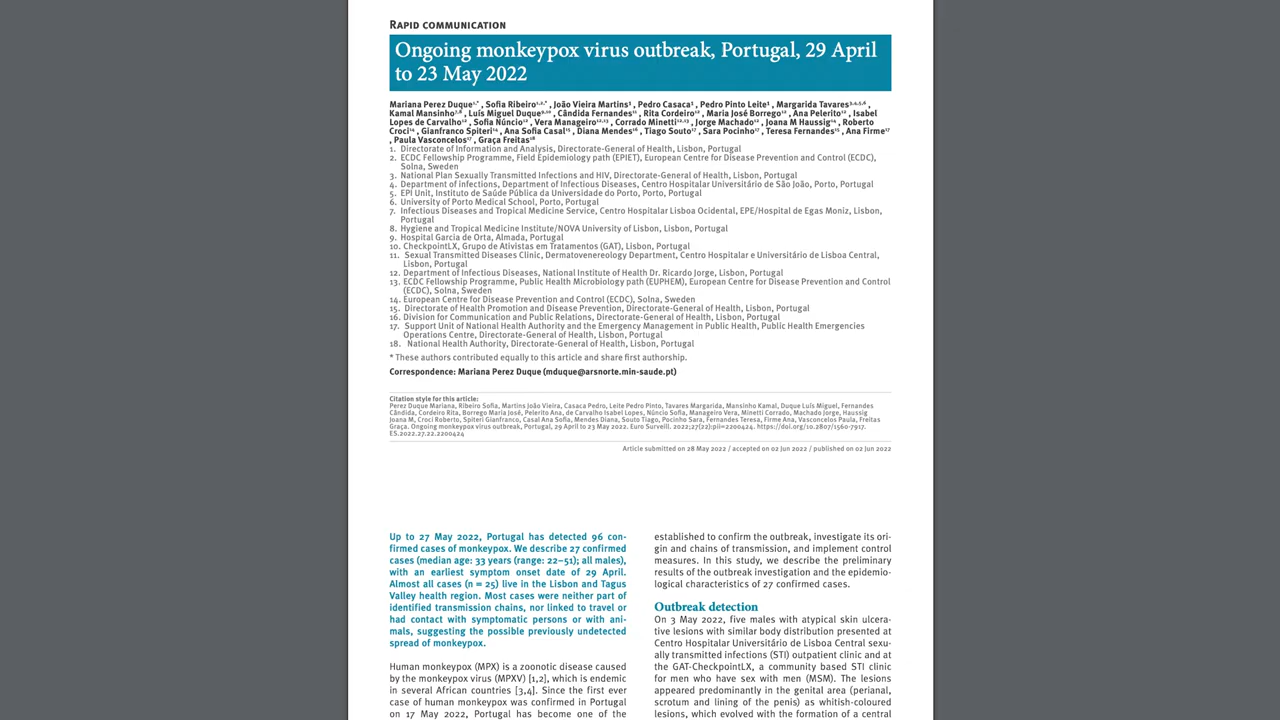 RAPID COMMUNICATION
Ongoing monkeypox virus outbreak, Portugal, 29 April
to 23 May 2022
Mariana Perez Duque¹,* , Sofia Ribeiro¹,²,* , João Vieira Martins¹ , Pedro Casaca¹ , Pedro Pinto Leite¹ , Margarida Tavares³,⁴,⁵,⁶ ,
Kamal Mansinho⁷,⁸ , Luís Miguel Duque⁹,¹⁰ , Cândida Fernandes¹¹ , Rita Cordeiro¹² , Maria José Borrego¹² , Ana Pelerito¹² , Isabel
Lopes de Carvalho¹² , Sofia Núncio¹² , Vera Manageiro¹²,¹³ , Corrado Minetti¹²,¹³ , Jorge Machado¹² , Joana M Haussig¹⁴ , Roberto
Croci¹⁴ , Gianfranco Spiteri¹⁴ , Ana Sofia Casal¹⁵ , Diana Mendes¹⁶ , Tiago Souto¹⁷ , Sara Pocinho¹⁷ , Teresa Fernandes¹⁵ , Ana Firme¹⁷
, Paula Vasconcelos¹⁷ , Graça Freitas¹⁸
1. Directorate of Information and Analysis, Directorate-General of Health, Lisbon, Portugal
2. ECDC Fellowship Programme, Field Epidemiology path (EPIET), European Centre for Disease Prevention and Control (ECDC),
Solna, Sweden
3. National Plan Sexually Transmitted Infections and HIV, Directorate-General of Health, Lisbon, Portugal
4. Department of infections, Department of Infectious Diseases, Centro Hospitalar Universitário de São João, Porto, Portugal
5. EPI Unit, Instituto de Saúde Pública da Universidade do Porto, Porto, Portugal
6. University of Porto Medical School, Porto, Portugal
7. Infectious Diseases and Tropical Medicine Service, Centro Hospitalar Lisboa Ocidental, EPE/Hospital de Egas Moniz, Lisbon,
Portugal
8. Hygiene and Tropical Medicine Institute/NOVA University of Lisbon, Lisbon, Portugal
9. Hospital Garcia de Orta, Almada, Portugal
10. CheckpointLX, Grupo de Ativistas em Tratamentos (GAT), Lisbon, Portugal
11. Sexual Transmitted Diseases Clinic, Dermatovenereology Department, Centro Hospitalar e Universitário de Lisboa Central,
Lisbon, Portugal
12. Department of Infectious Diseases, National Institute of Health Dr. Ricardo Jorge, Lisbon, Portugal
13. ECDC Fellowship Programme, Public Health Microbiology path (EUPHEM), European Centre for Disease Prevention and Control
(ECDC), Solna, Sweden
14. European Centre for Disease Prevention and Control (ECDC), Solna, Sweden
15. Directorate of Health Promotion and Disease Prevention, Directorate-General of Health, Lisbon, Portugal
16. Division for Communication and Public Relations, Directorate-General of Health, Lisbon, Portugal
17. Support Unit of National Health Authority and the Emergency Management in Public Health, Public Health Emergencies
Operations Centre, Directorate-General of Health, Lisbon, Portugal
18. National Health Authority, Directorate-General of Health, Lisbon, Portugal
* These authors contributed equally to this article and share first authorship.
Correspondence: Mariana Perez Duque (mduque@arsnorte.min-saude.pt)
Citation style for this article:
Perez Duque Mariana, Ribeiro Sofia, Martins João Vieira, Casaca Pedro, Leite Pedro Pinto, Tavares Margarida, Mansinho Kamal, Duque Luís Miguel, Fernandes
Cândida, Cordeiro Rita, Borrego Maria José, Pelerito Ana, de Carvalho Isabel Lopes, Núncio Sofia, Manageiro Vera, Minetti Corrado, Machado Jorge, Haussig
Joana M, Croci Roberto, Spiteri Gianfranco, Casal Ana Sofia, Mendes Diana, Souto Tiago, Pocinho Sara, Fernandes Teresa, Firme Ana, Vasconcelos Paula, Freitas
Graça. Ongoing monkeypox virus outbreak, Portugal, 29 April to 23 May 2022. Euro Surveill. 2022;27(22):pii=2200424. https://doi.org/10.2807/1560-7917.
ES.2022.27.22.2200424
Article submitted on 28 May 2022 / accepted on 02 Jun 2022 / published on 02 Jun 2022
Up to 27 May 2022, Portugal has detected 96 con-
firmed cases of monkeypox. We describe 27 confirmed
cases (median age: 33 years (range: 22–51); all males),
with an earliest symptom onset date of 29 April.
Almost all cases (n = 25) live in the Lisbon and Tagus
Valley health region. Most cases were neither part of
identified transmission chains, nor linked to travel or
had contact with symptomatic persons or with ani-
mals, suggesting the possible previously undetected
spread of monkeypox.
Human monkeypox (MPX) is a zoonotic disease caused
by the monkeypox virus (MPXV) [1,2], which is endemic
in several African countries [3,4]. Since the first ever
case of human monkeypox was confirmed in Portugal
on 17 May 2022, Portugal has become one of the
established to confirm the outbreak, investigate its ori-
gin and chains of transmission, and implement control
measures. In this study, we describe the preliminary
results of the outbreak investigation and the epidemio-
logical characteristics of 27 confirmed cases.
Outbreak detection
On 3 May 2022, five males with atypical skin ulcera-
tive lesions with similar body distribution presented at
Centro Hospitalar Universitário de Lisboa Central sexu-
ally transmitted infections (STI) outpatient clinic and at
the GAT-CheckpointLX, a community based STI clinic
for men who have sex with men (MSM). The lesions
appeared predominantly in the genital area (perianal,
scrotum and lining of the penis) as whitish-coloured
lesions, which evolved with the formation of a central